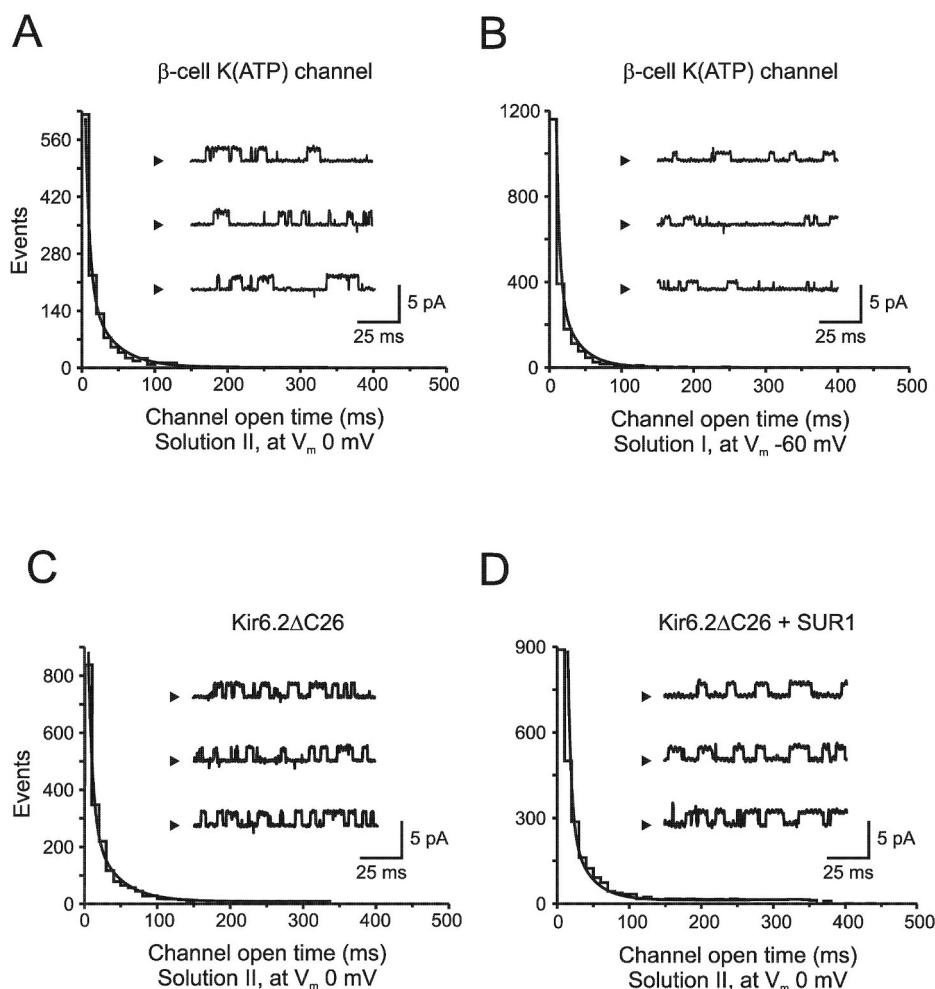 A
β-cell K(ATP) channel
Events
560
420
280
140
0
5 pA
25 ms
0 100 200 300 400 500
Channel open time (ms)
Solution II, at Vm 0 mV
B
β-cell K(ATP) channel
1200
800
400
0
5 pA
25 ms
0 100 200 300 400 500
Channel open time (ms)
Solution I, at Vm -60 mV
C
Kir6.2ΔC26
Events
800
600
400
200
0
5 pA
25 ms
0 100 200 300 400 500
Channel open time (ms)
Solution II, at Vm 0 mV
D
Kir6.2ΔC26 + SUR1
900
600
300
0
5 pA
25 ms
0 100 200 300 400 500
Channel open time (ms)
Solution II, at Vm 0 mV